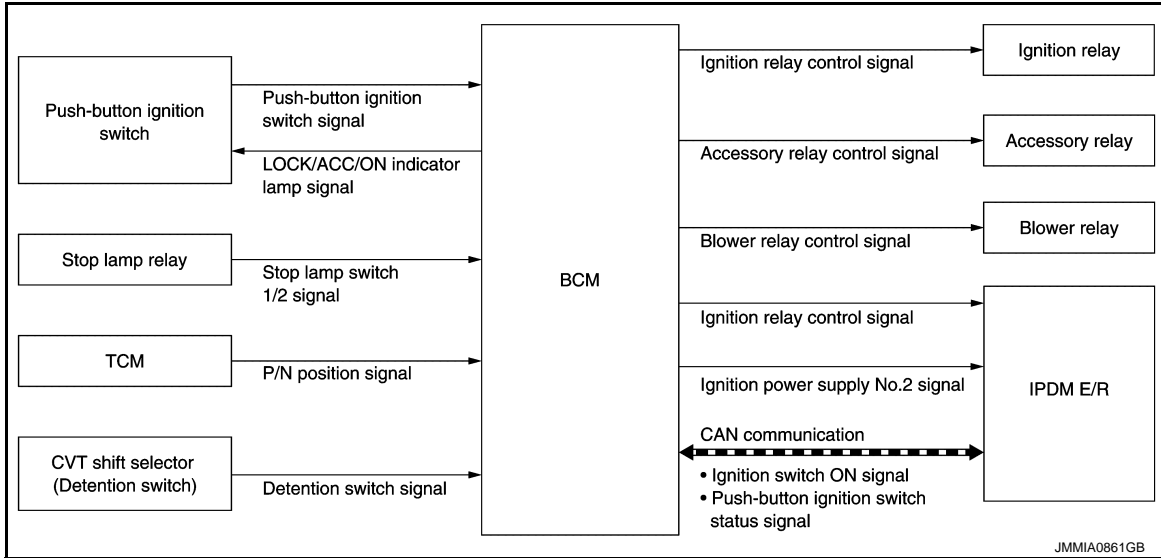 Push-button ignition
switch
Push-button ignition
switch signal
LOCK/ACC/ON indicator
lamp signal
Stop lamp relay
Stop lamp switch
1/2 signal
TCM
P/N position signal
CVT shift selector
(Detention switch)
Detention switch signal
BCM
Ignition relay control signal
Ignition relay
Accessory relay control signal
Accessory relay
Blower relay control signal
Blower relay
Ignition relay control signal
Ignition power supply No.2 signal
IPDM E/R
CAN communication
• Ignition switch ON signal
• Push-button ignition switch
status signal
JMMIA0861GB